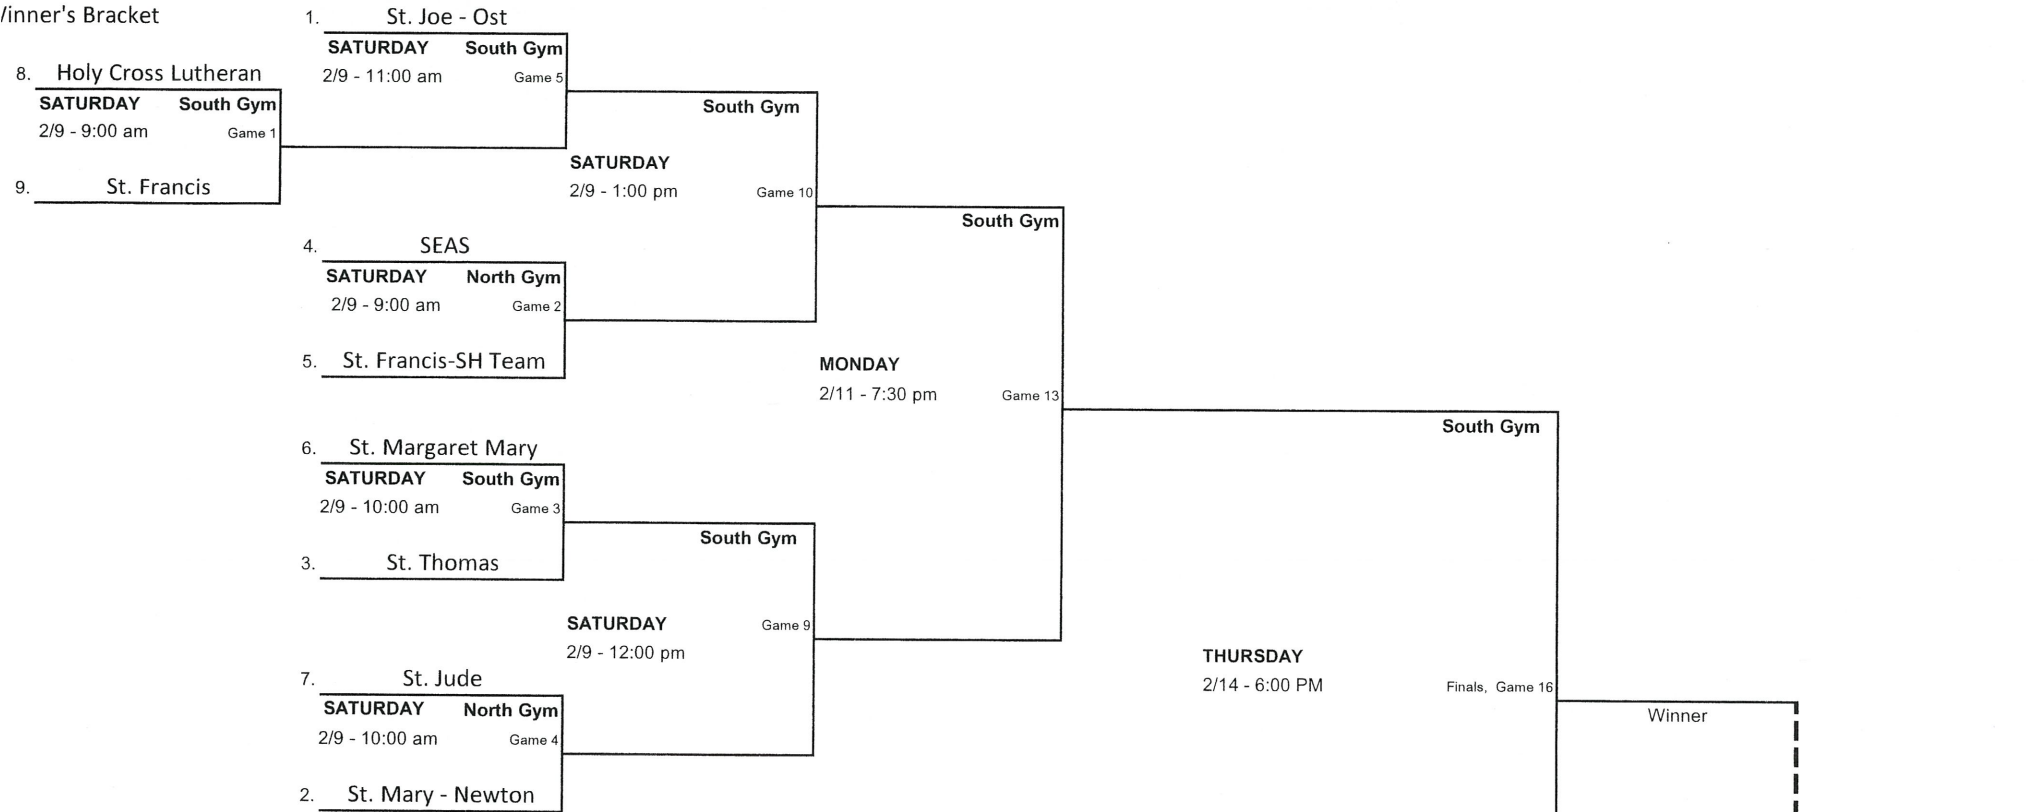 /inner's Bracket
1. St. Joe - Ost
SATURDAY South Gym
2/9 - 11:00 am Game 5
8. Holy Cross Lutheran
SATURDAY South Gym
2/9 - 9:00 am Game 1
9. St. Francis
South Gym
SATURDAY
2/9 - 1:00 pm Game 10
4. SEAS
SATURDAY North Gym
2/9 - 9:00 am Game 2
5. St. Francis-SH Team
South Gym
MONDAY
2/11 - 7:30 pm Game 13
6. St. Margaret Mary
SATURDAY South Gym
2/9 - 10:00 am Game 3
3. St. Thomas
South Gym
SATURDAY Game 9
2/9 - 12:00 pm
7. St. Jude
SATURDAY North Gym
2/9 - 10:00 am Game 4
2. St. Mary - Newton
South Gym
THURSDAY
2/14 - 6:00 PM Finals, Game 16
Winner